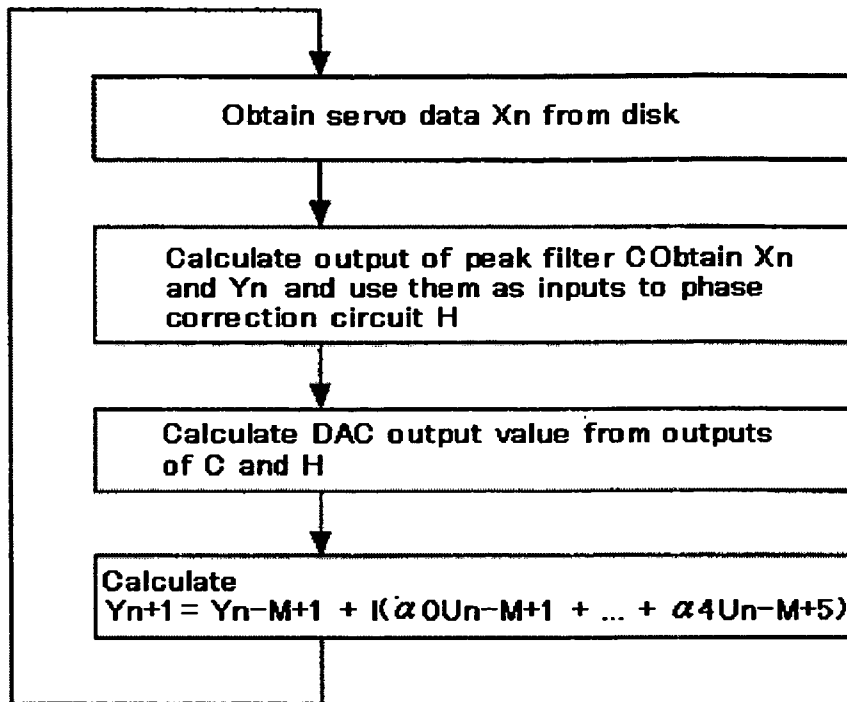 Obtain servo data Xn from disk
Calculate output of peak filter CObtain Xn
and Yn and use them as inputs to phase
correction circuit H
Calculate DAC output value from outputs
of C and H
Calculate
Yn+1 = Yn-M+1 + I(α0Un-M+1 + ... + α4Un-M+5)